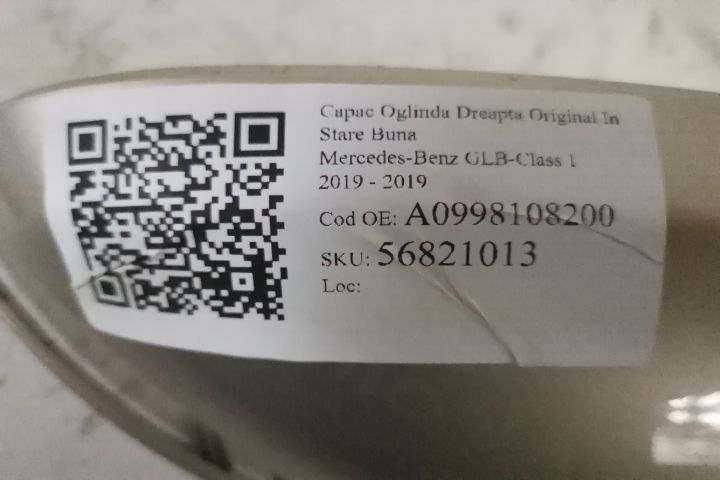 Capac Oglinda Dreapta Original In
Stare Buna
Mercedes-Benz GLB-Class 1
2019 - 2019
Cod OE: A0998108200
SKU: 56821013
Loc: